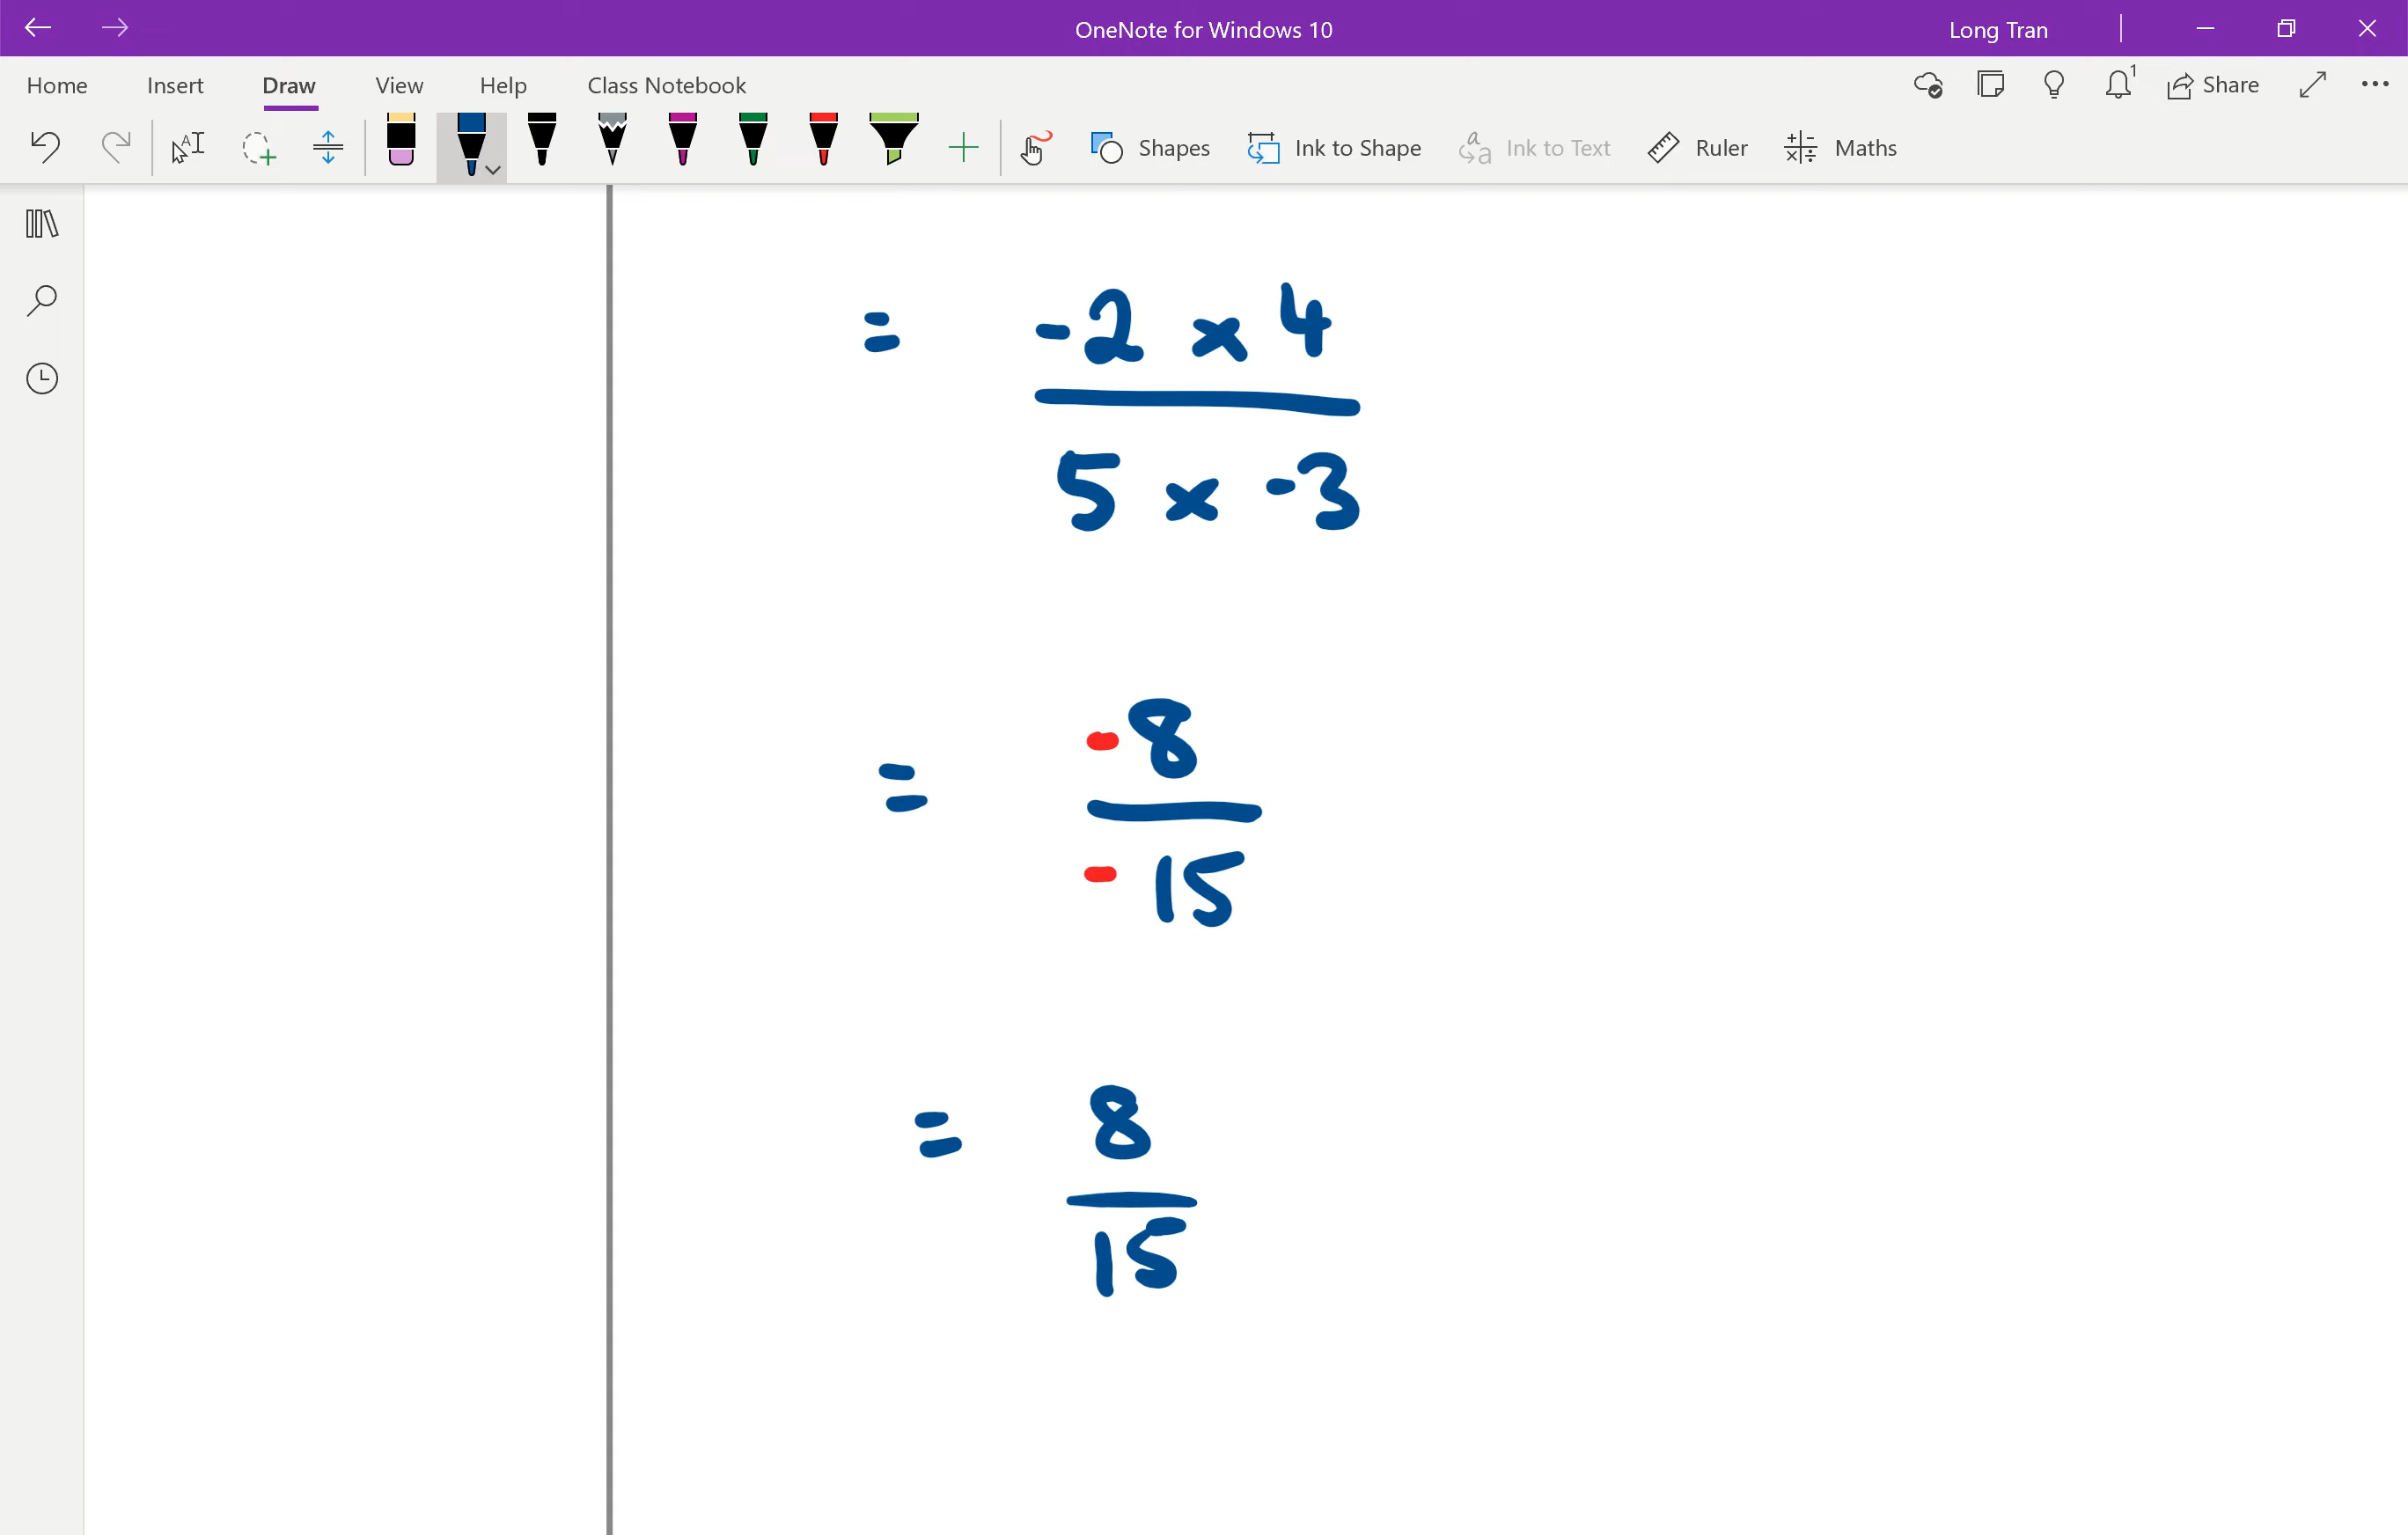 OneNote for Windows 10 Long Tran
Home Insert Draw View Help Class Notebook 1 Share
Shapes Ink to Shape Ink to Text Ruler Maths
= -2 × 4
5 × -3
= -8
- 15
= 8
15